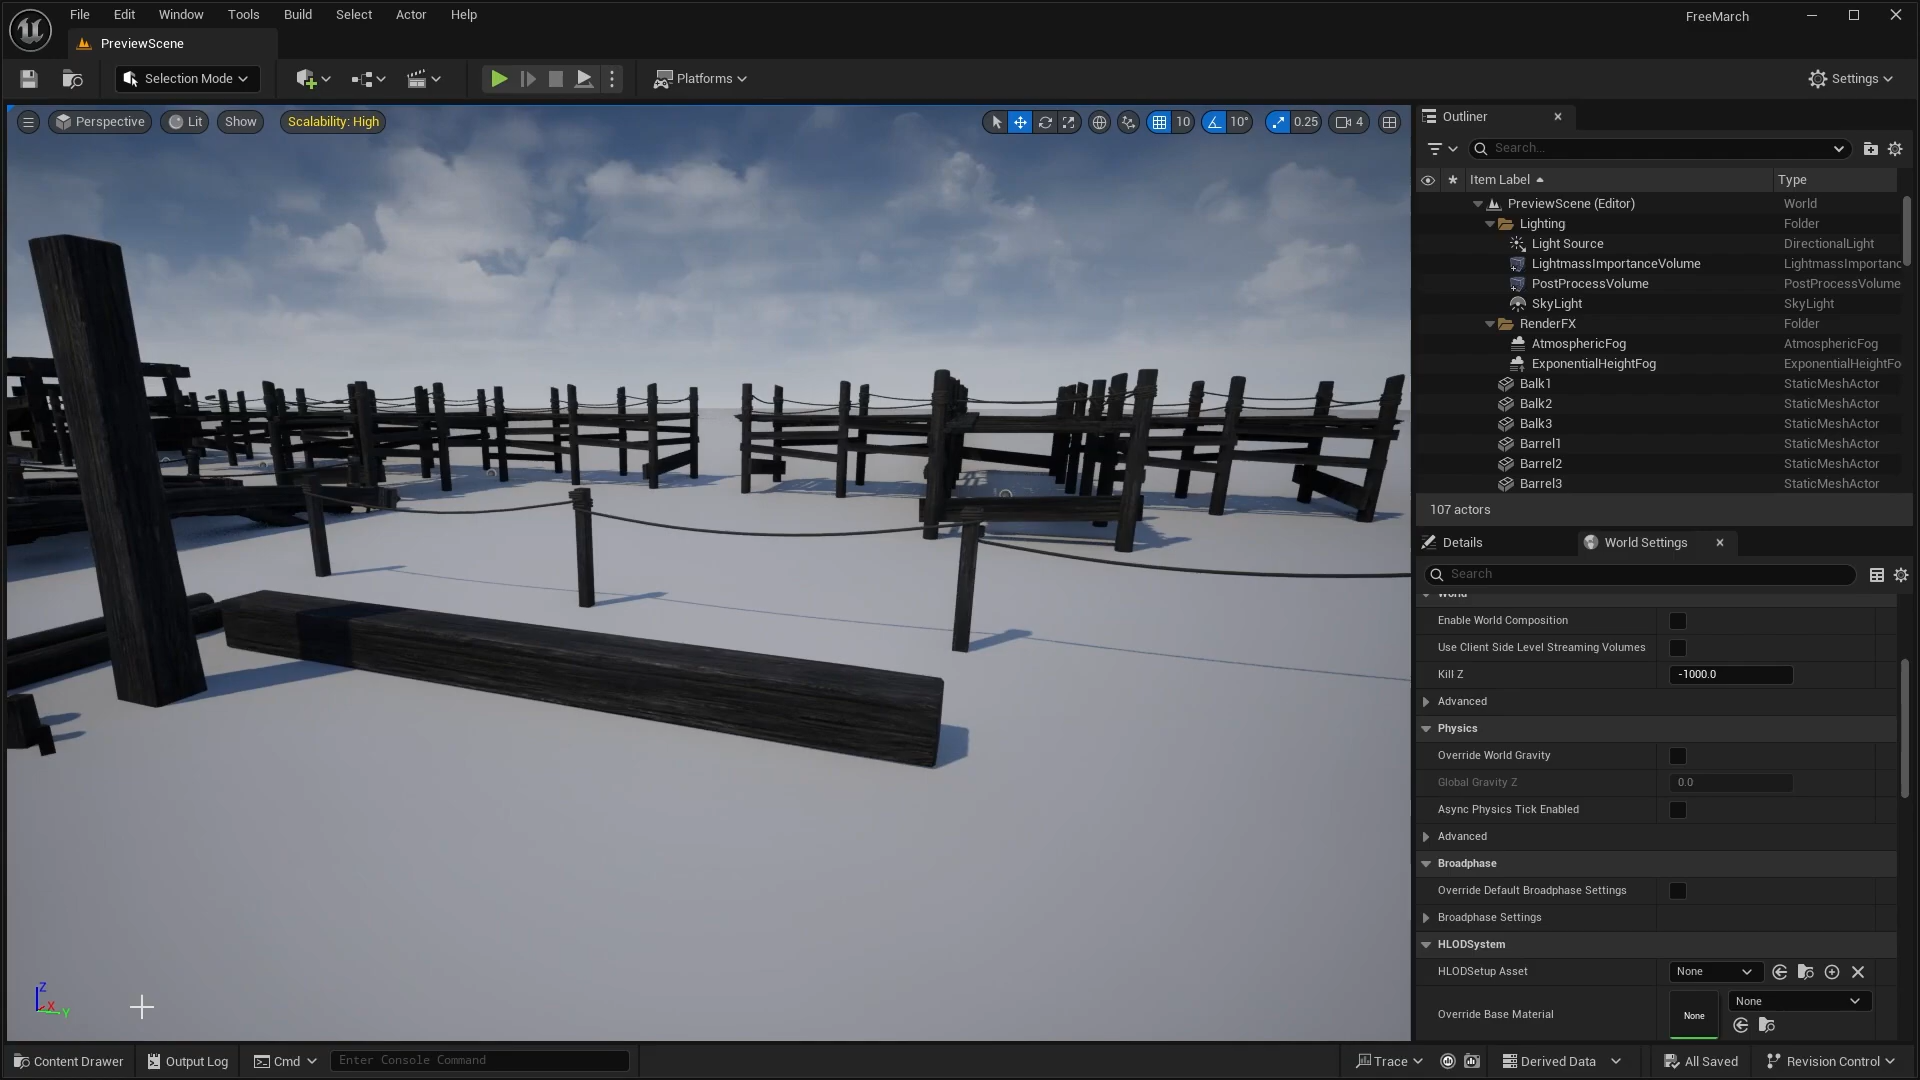 File Edit Window Tools Build Select Actor Help
FreeMarch
PreviewScene
Selection Mode
Platforms
Settings
Perspective Lit Show Scalability: High
10 10° 0.25 4
Outliner
Search...
Item Label Type
PreviewScene (Editor) World
Lighting Folder
Light Source DirectionalLight
LightmassImportanceVolume LightmassImportanc
PostProcessVolume PostProcessVolume
SkyLight SkyLight
RenderFX Folder
AtmosphericFog AtmosphericFog
ExponentialHeightFog ExponentialHeightFo
Balk1 StaticMeshActor
Balk2 StaticMeshActor
Balk3 StaticMeshActor
Barrel1 StaticMeshActor
Barrel2 StaticMeshActor
Barrel3 StaticMeshActor
107 actors
Details World Settings
Search
World
Enable World Composition
Use Client Side Level Streaming Volumes
Kill Z -1000.0
Advanced
Physics
Override World Gravity
Global Gravity Z 0.0
Async Physics Tick Enabled
Advanced
Broadphase
Override Default Broadphase Settings
Broadphase Settings
HLODSystem
HLODSetup Asset None
Override Base Material None None
Z X Y
Content Drawer Output Log Cmd Enter Console Command Trace Derived Data All Saved Revision Control